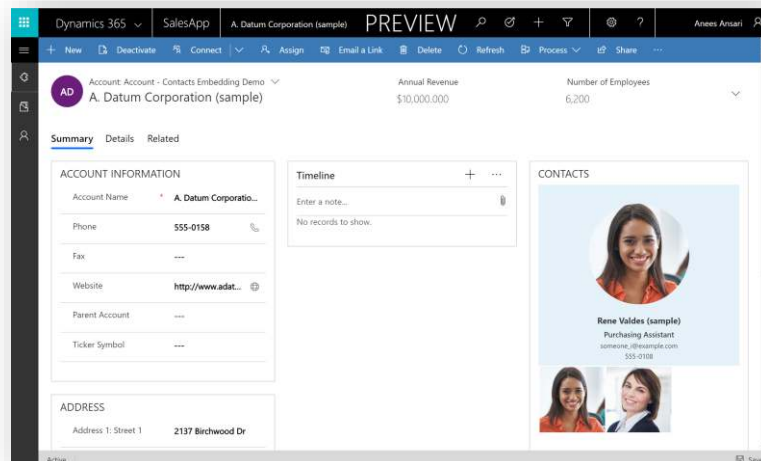 Dynamics 365 SalesApp A. Datum Corporation (sample) PREVIEW Anees Ansari
New Deactivate Connect Assign Email a Link Delete Refresh Process Share ...
Account: Account - Contacts Embedding Demo
AD
A. Datum Corporation (sample)
Annual Revenue
$10,000.000
Number of Employees
6,200
Summary Details Related
ACCOUNT INFORMATION
Account Name * A. Datum Corporatio...
Phone 555-0158
Fax ---
Website http://www.adat...
Parent Account ---
Ticker Symbol ---
ADDRESS
Address 1: Street 1 2137 Birchwood Dr
Timeline
Enter a note...
No records to show.
CONTACTS
Rene Valdes (sample)
Purchasing Assistant
someone_i@example.com
555-0108
Active